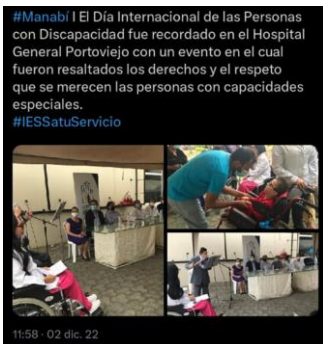 #Manabí I El Día Internacional de las Personas
con Discapacidad fue recordado en el Hospital
General Portoviejo con un evento en el cual
fueron resaltados los derechos y el respeto
que se merecen las personas con capacidades
especiales.
#IESSatuServicio
11:58 · 02 dic. 22